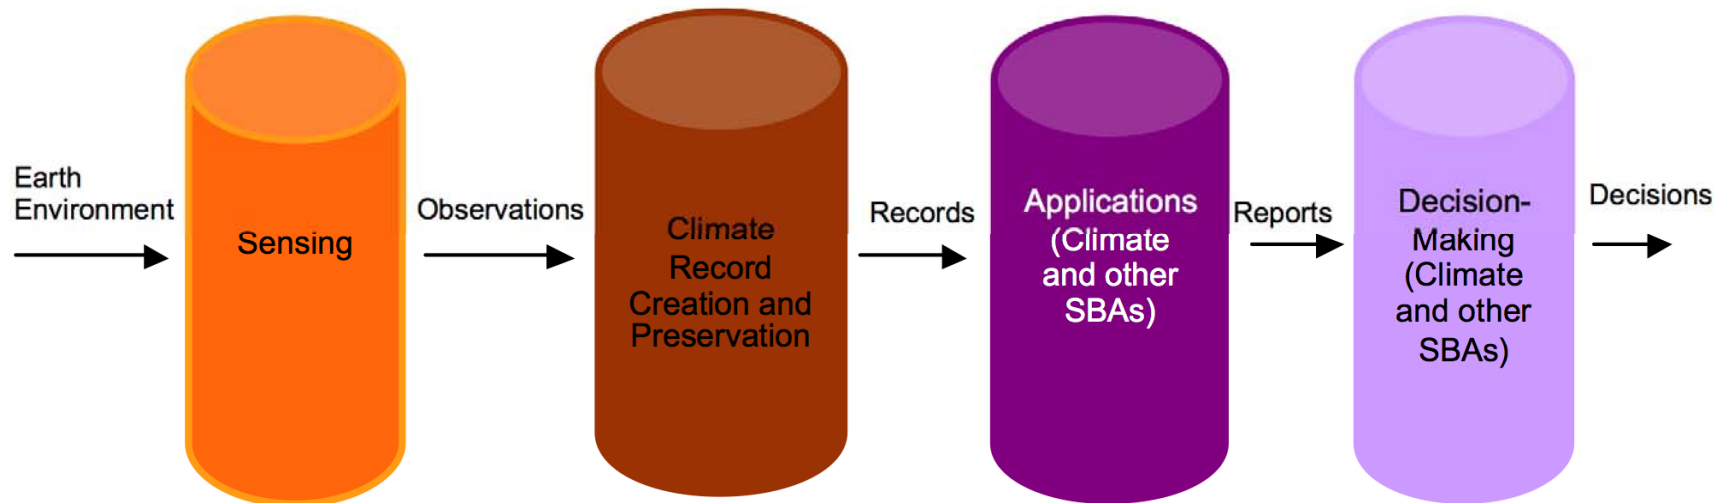 Earth
Environment
Sensing
Observations
Climate
Record
Creation and
Preservation
Records
Applications
(Climate
and other
SBAs)
Reports
Decision-
Making
(Climate
and other
SBAs)
Decisions